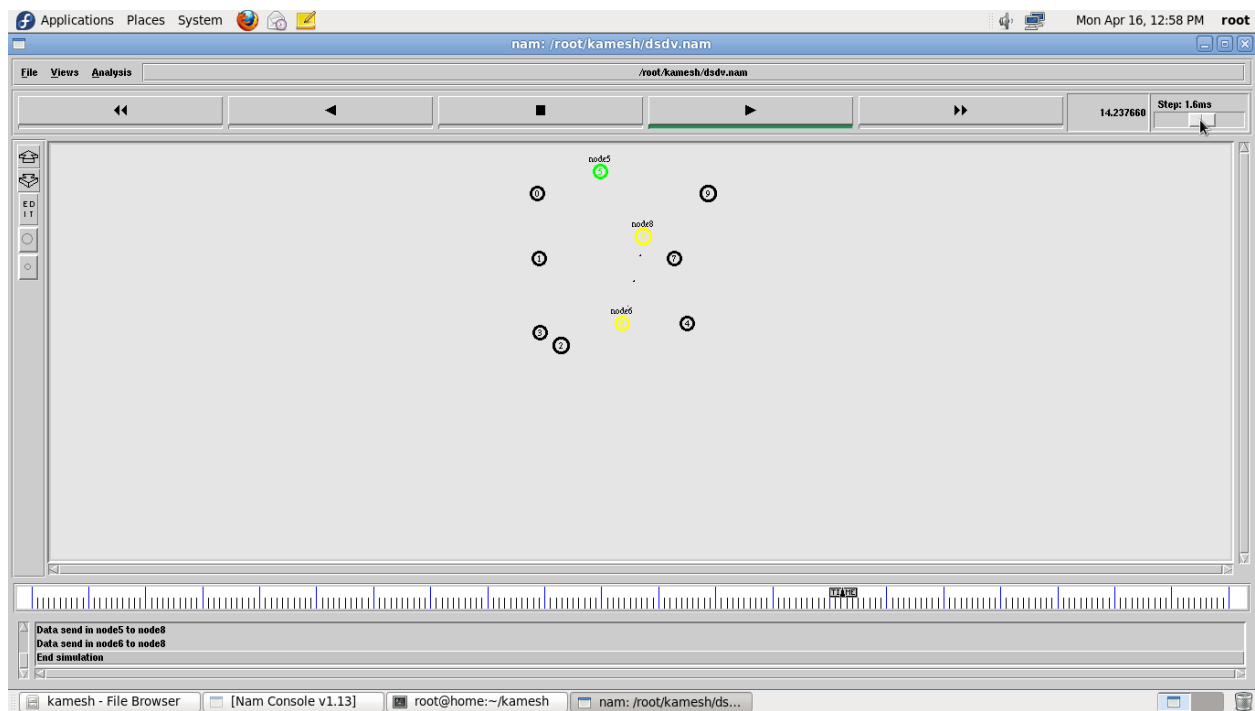 Applications Places System Mon Apr 16, 12:58 PM root
nam: /root/kamesh/dsdv.nam
File Views Analysis /root/kamesh/dsdv.nam
14.237660 Step: 1.6ms
E D
I T
node5
5
0 9
node8
1 7
node6
3 4
2
TIME
Data send in node5 to node8
Data send in node6 to node8
End simulation
kamesh - File Browser [Nam Console v1.13] root@home:~/kamesh nam: /root/kamesh/ds...